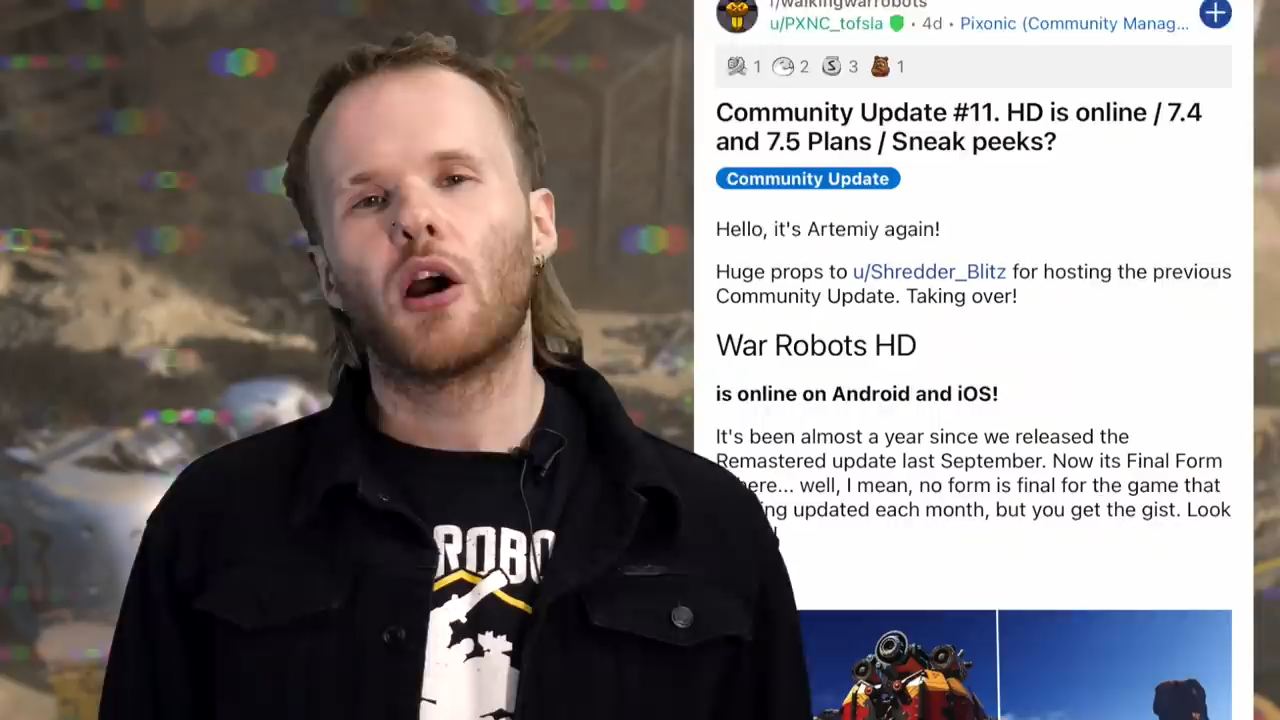 r/walkingwarrobots
u/PXNC_tofsla • 4d • Pixonic (Community Manag...
1 2 3 1
Community Update #11. HD is online / 7.4
and 7.5 Plans / Sneak peeks?
Community Update
Hello, it's Artemiy again!
Huge props to u/Shredder_Blitz for hosting the previous
Community Update. Taking over!
War Robots HD
is online on Android and iOS!
It's been almost a year since we released the
Remastered update last September. Now its Final Form
here... well, I mean, no form is final for the game that
ing updated each month, but you get the gist. Look
ROBO